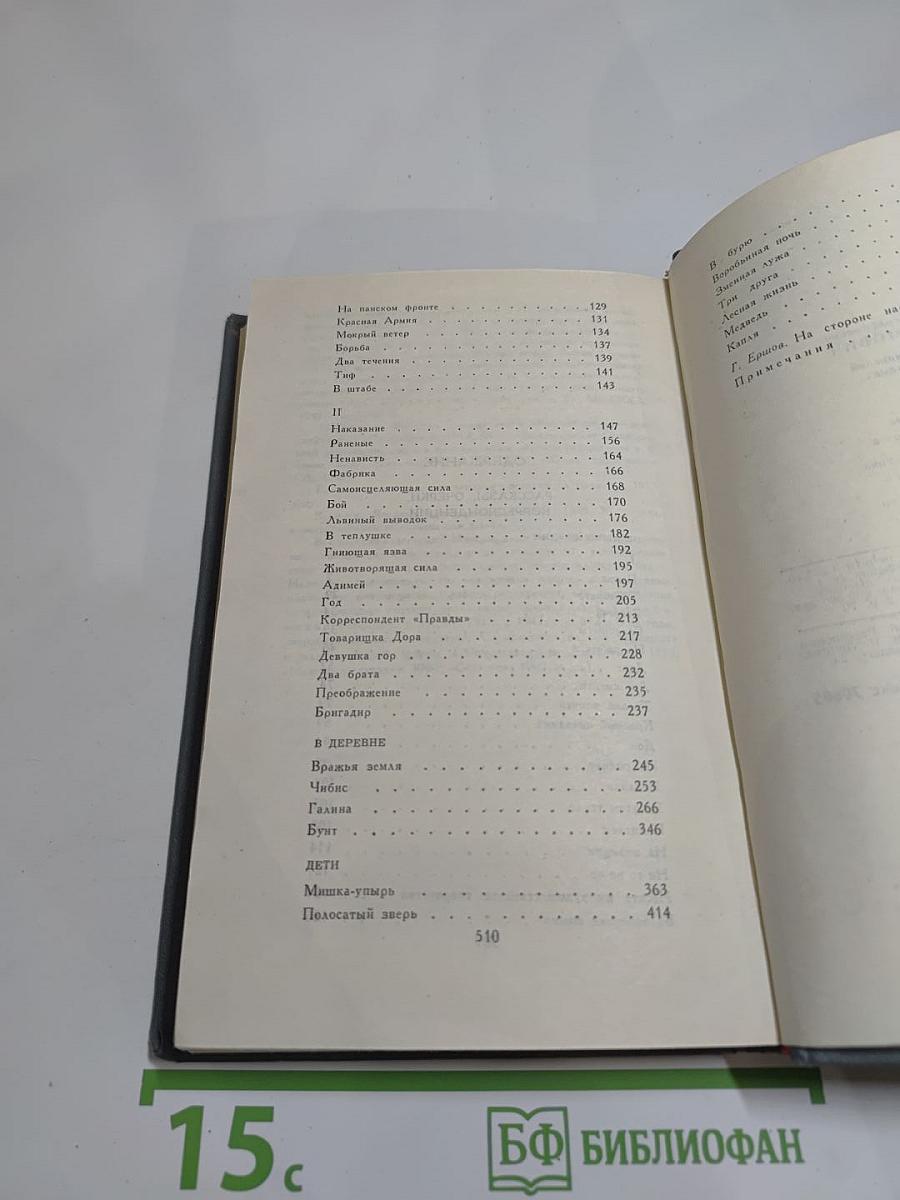 На панском фронте . . . . . . . . . . . 129
Красная Армия . . . . . . . . . . . . 131
Мокрый ветер . . . . . . . . . . . . 134
Борьба . . . . . . . . . . . . . . 137
Два течения . . . . . . . . . . . . 139
Тиф . . . . . . . . . . . . . . . 141
В штабе . . . . . . . . . . . . . 143
II
Наказание . . . . . . . . . . . . . 147
Раненые . . . . . . . . . . . . . 156
Ненависть . . . . . . . . . . . . . 164
Фабрика . . . . . . . . . . . . . 166
Самоисцеляющая сила . . . . . . . . . 168
Бой . . . . . . . . . . . . . . . 170
Львиный выводок . . . . . . . . . . . 176
В теплушке . . . . . . . . . . . . 182
Гниющая язва . . . . . . . . . . . 192
Животворящая сила . . . . . . . . . . 195
Адимей . . . . . . . . . . . . . . 197
Год . . . . . . . . . . . . . . . 205
Корреспондент «Правды» . . . . . . . . 213
Товарищка Дора . . . . . . . . . . . 217
Девушка гор . . . . . . . . . . . . 228
Два брата . . . . . . . . . . . . . 232
Преображение . . . . . . . . . . . . 235
Бригадир . . . . . . . . . . . . . 237
В ДЕРЕВНЕ
Вражья земля . . . . . . . . . . . 245
Чибис . . . . . . . . . . . . . . 253
Галина . . . . . . . . . . . . . . 266
Бунт . . . . . . . . . . . . . . . 346
ДЕТИ
Мишка-упырь . . . . . . . . . . . . 363
Полосатый зверь . . . . . . . . . . . 414
510
В бурю . . . . . . . .
Воробьиная ночь . . . . . .
Змеиная лужа . . . . . .
Три друга . . . . . . .
Лесная жизнь . . . . . .
Медведь . . . . . . .
Капля . . . . . . . .
Г. Ершов. На стороне
Примечания . . . . .
15 с
БФ БИБЛИОФАН